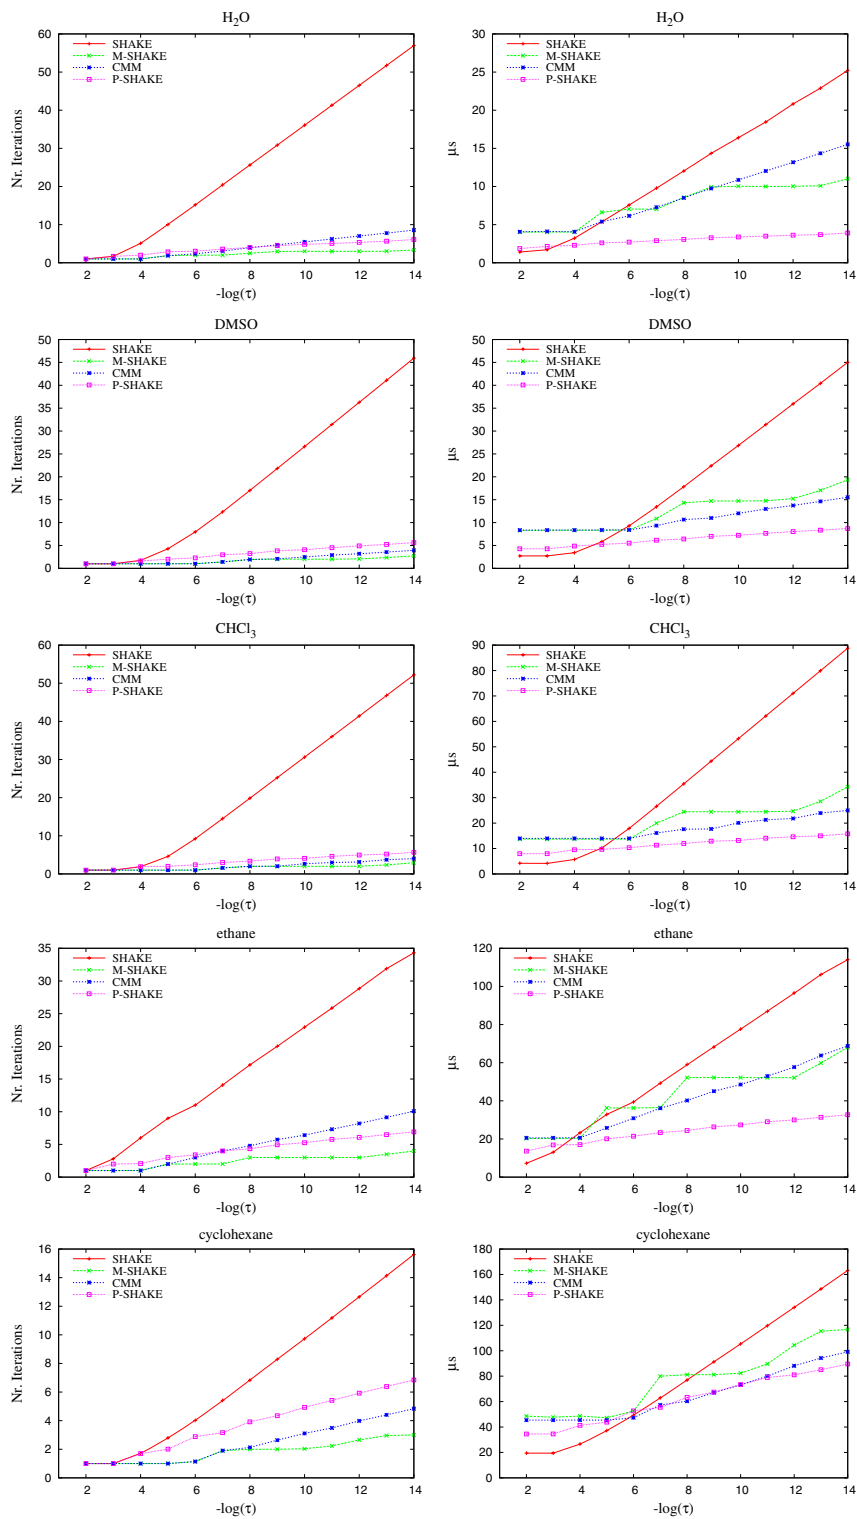 H2O
Nr. Iterations
60
50
40
30
20
10
0
SHAKE
M-SHAKE
CMM
P-SHAKE
2 4 6 8 10 12 14
-log(τ)
H2O
μs
30
25
20
15
10
5
0
SHAKE
M-SHAKE
CMM
P-SHAKE
2 4 6 8 10 12 14
-log(τ)
DMSO
Nr. Iterations
50
45
40
35
30
25
20
15
10
5
0
SHAKE
M-SHAKE
CMM
P-SHAKE
2 4 6 8 10 12 14
-log(τ)
DMSO
μs
50
45
40
35
30
25
20
15
10
5
0
SHAKE
M-SHAKE
CMM
P-SHAKE
2 4 6 8 10 12 14
-log(τ)
CHCl3
Nr. Iterations
60
50
40
30
20
10
0
SHAKE
M-SHAKE
CMM
P-SHAKE
2 4 6 8 10 12 14
-log(τ)
CHCl3
μs
90
80
70
60
50
40
30
20
10
0
SHAKE
M-SHAKE
CMM
P-SHAKE
2 4 6 8 10 12 14
-log(τ)
ethane
Nr. Iterations
35
30
25
20
15
10
5
0
SHAKE
M-SHAKE
CMM
P-SHAKE
2 4 6 8 10 12 14
-log(τ)
ethane
μs
120
100
80
60
40
20
0
SHAKE
M-SHAKE
CMM
P-SHAKE
2 4 6 8 10 12 14
-log(τ)
cyclohexane
Nr. Iterations
16
14
12
10
8
6
4
2
0
SHAKE
M-SHAKE
CMM
P-SHAKE
2 4 6 8 10 12 14
-log(τ)
cyclohexane
μs
180
160
140
120
100
80
60
40
20
0
SHAKE
M-SHAKE
CMM
P-SHAKE
2 4 6 8 10 12 14
-log(τ)